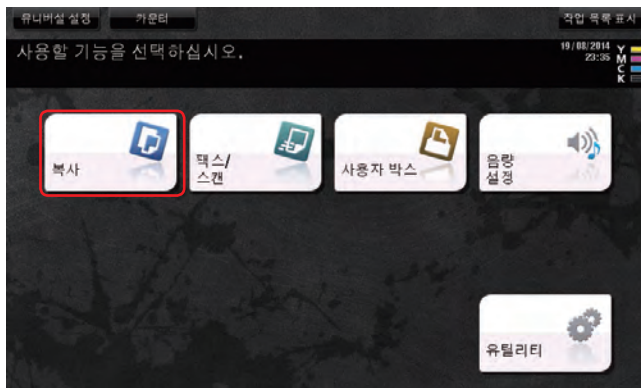 유니버설 설정 카운터 작업 목록 표시
사용할 기능을 선택하십시오.
19/08/2014
23:35
Y
M
C
K
복사
팩스/
스캔
사용자 박스
음량
설정
유틸리티